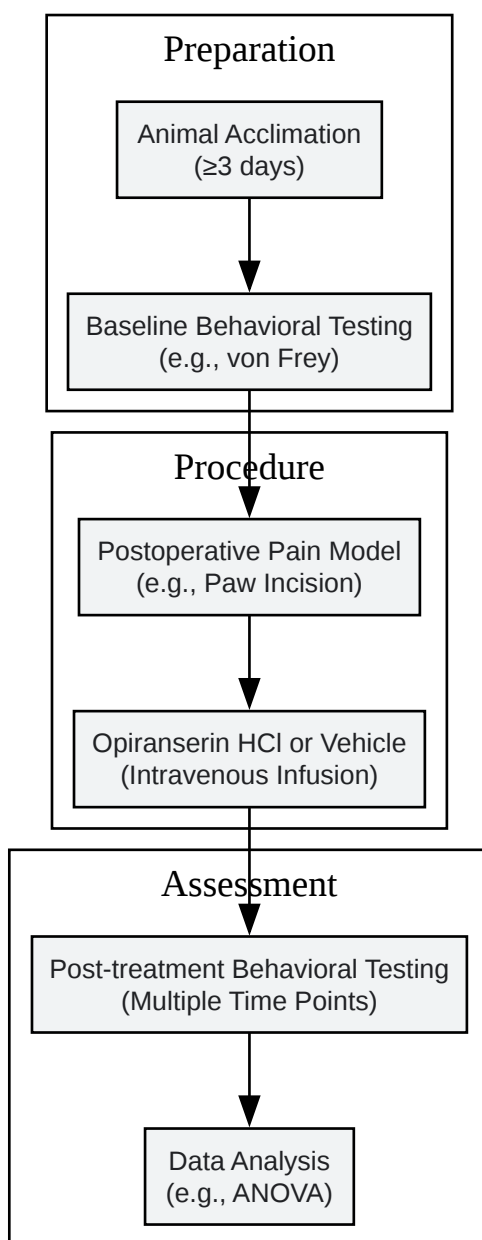 Preparation
Animal Acclimation
(≥3 days)
Baseline Behavioral Testing
(e.g., von Frey)
Procedure
Postoperative Pain Model
(e.g., Paw Incision)
Opiranserin HCl or Vehicle
(Intravenous Infusion)
Assessment
Post-treatment Behavioral Testing
(Multiple Time Points)
Data Analysis
(e.g., ANOVA)